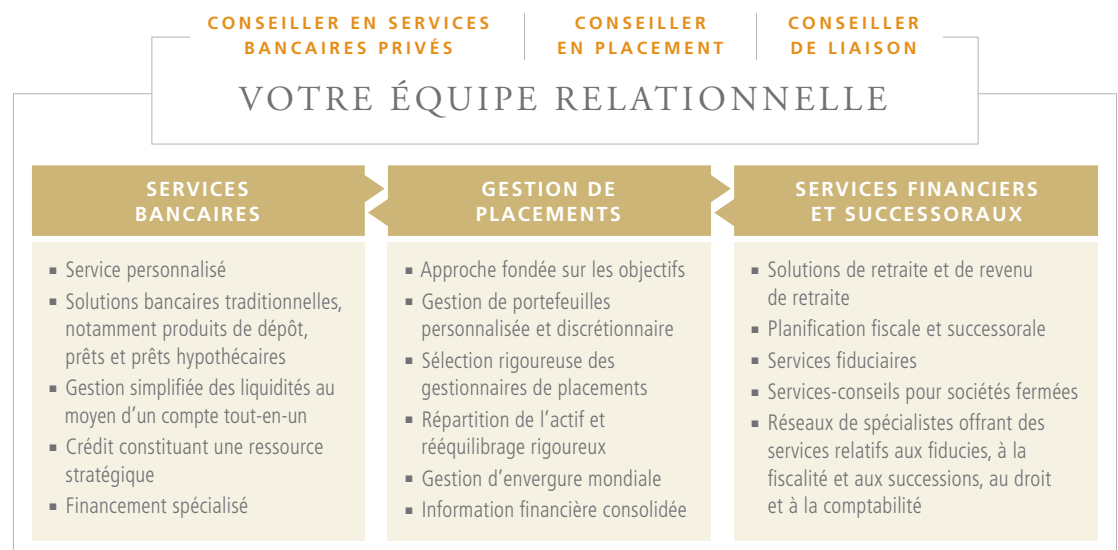 CONSEILLER EN SERVICES
BANCAIRES PRIVÉS
CONSEILLER
EN PLACEMENT
CONSEILLER
DE LIAISON
VOTRE ÉQUIPE RELATIONNELLE
SERVICES
BANCAIRES
▪ Service personnalisé
▪ Solutions bancaires traditionnelles,
notamment produits de dépôt,
prêts et prêts hypothécaires
▪ Gestion simplifiée des liquidités au
moyen d’un compte tout-en-un
▪ Crédit constituant une ressource
stratégique
▪ Financement spécialisé
GESTION DE
PLACEMENTS
▪ Approche fondée sur les objectifs
▪ Gestion de portefeuilles
personnalisée et discrétionnaire
▪ Sélection rigoureuse des
gestionnaires de placements
▪ Répartition de l’actif et
rééquilibrage rigoureux
▪ Gestion d’envergure mondiale
▪ Information financière consolidée
SERVICES FINANCIERS
ET SUCCESSORAUX
▪ Solutions de retraite et de revenu
de retraite
▪ Planification fiscale et successorale
▪ Services fiduciaires
▪ Services-conseils pour sociétés fermées
▪ Réseaux de spécialistes offrant des
services relatifs aux fiducies, à la
fiscalité et aux successions, au droit
et à la comptabilité